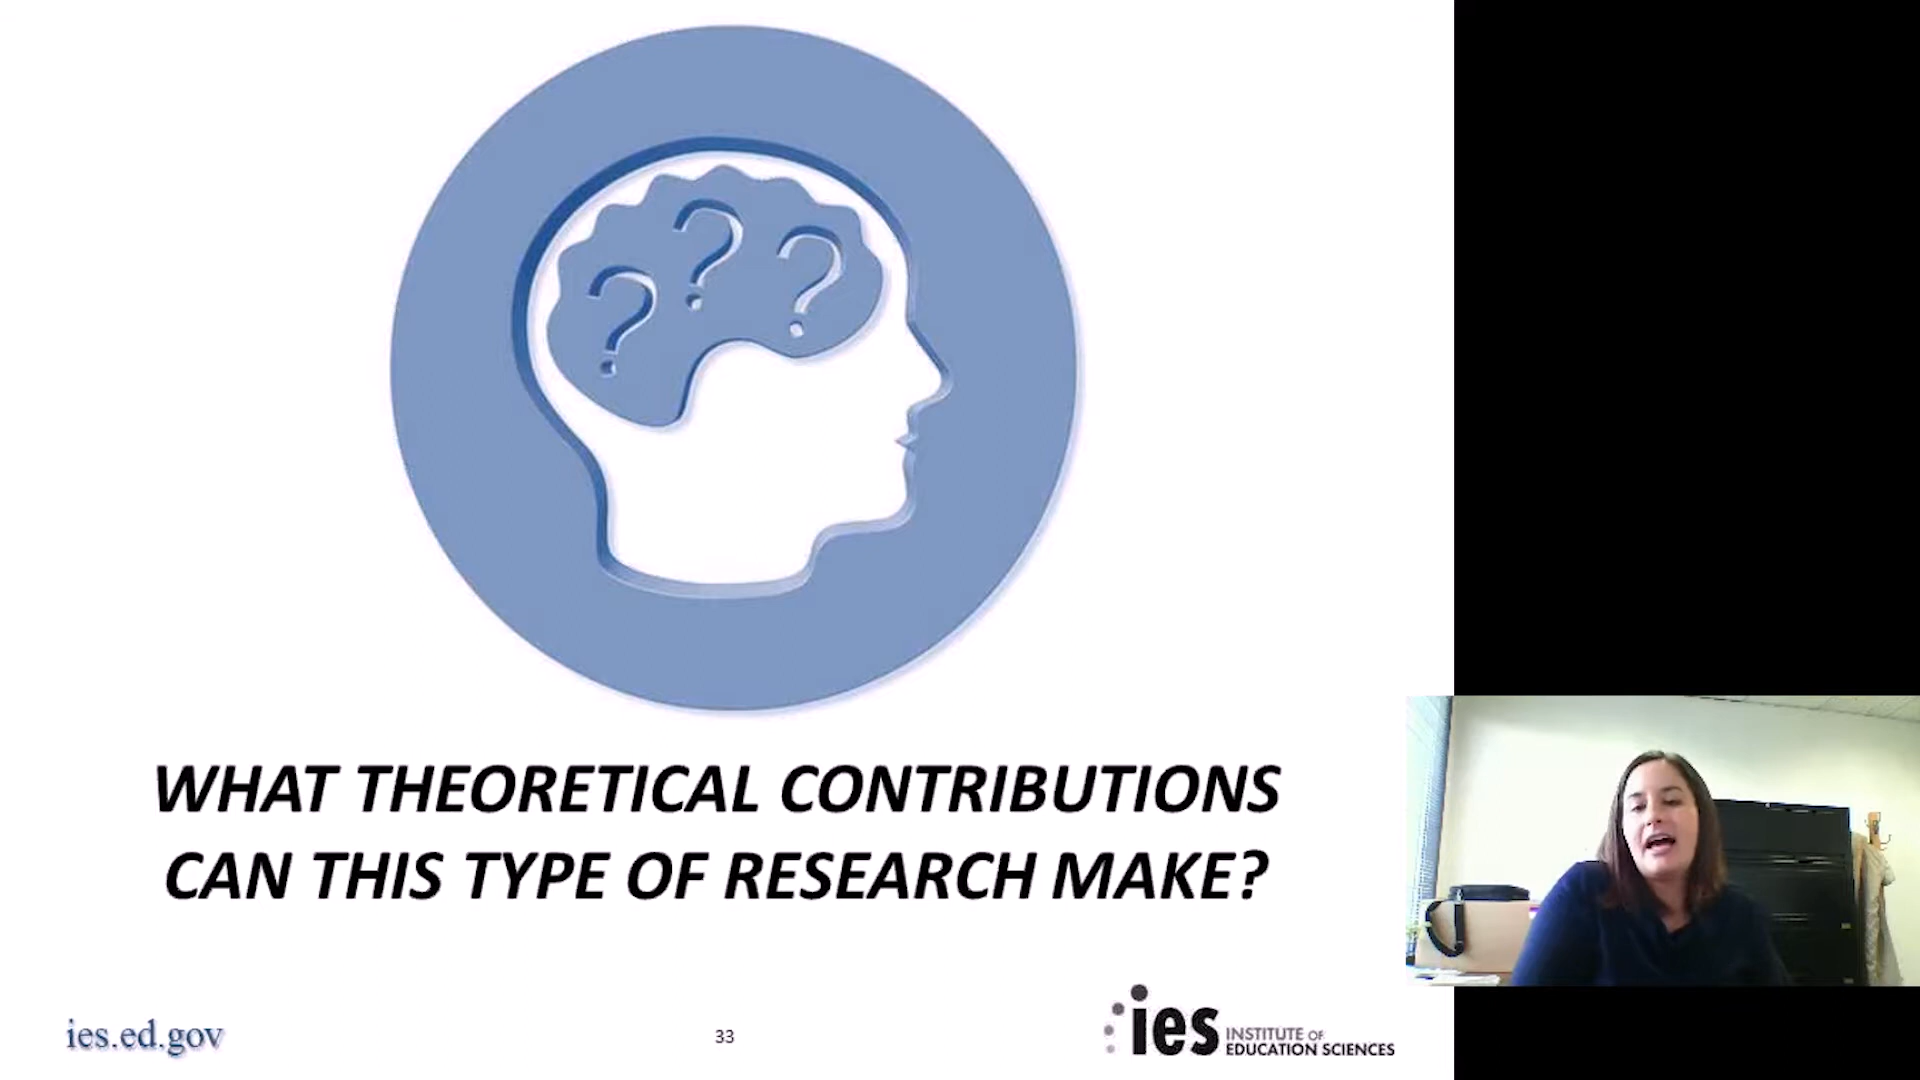 ? ? ?
WHAT THEORETICAL CONTRIBUTIONS
CAN THIS TYPE OF RESEARCH MAKE?
ies.ed.gov
33
ies INSTITUTE OF
EDUCATION SCIENCES